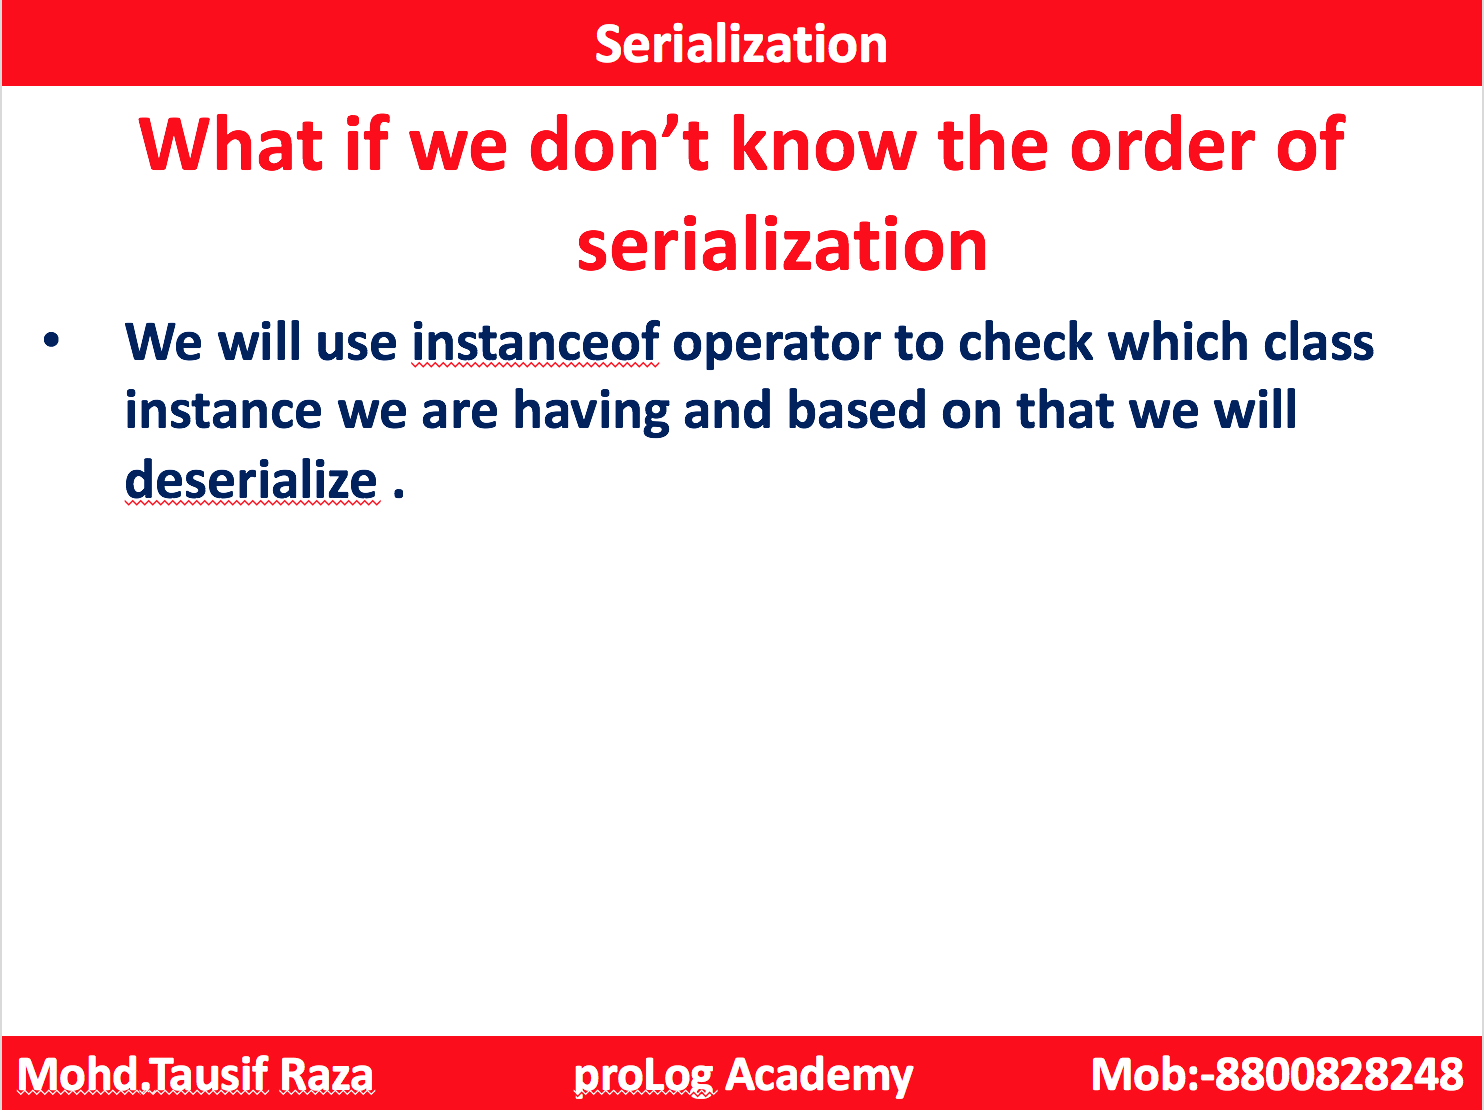 Serialization
What if we don’t know the order of
serialization
• We will use instanceof operator to check which class
instance we are having and based on that we will
deserialize .
Mohd.Tausif Raza proLog Academy Mob:-8800828248